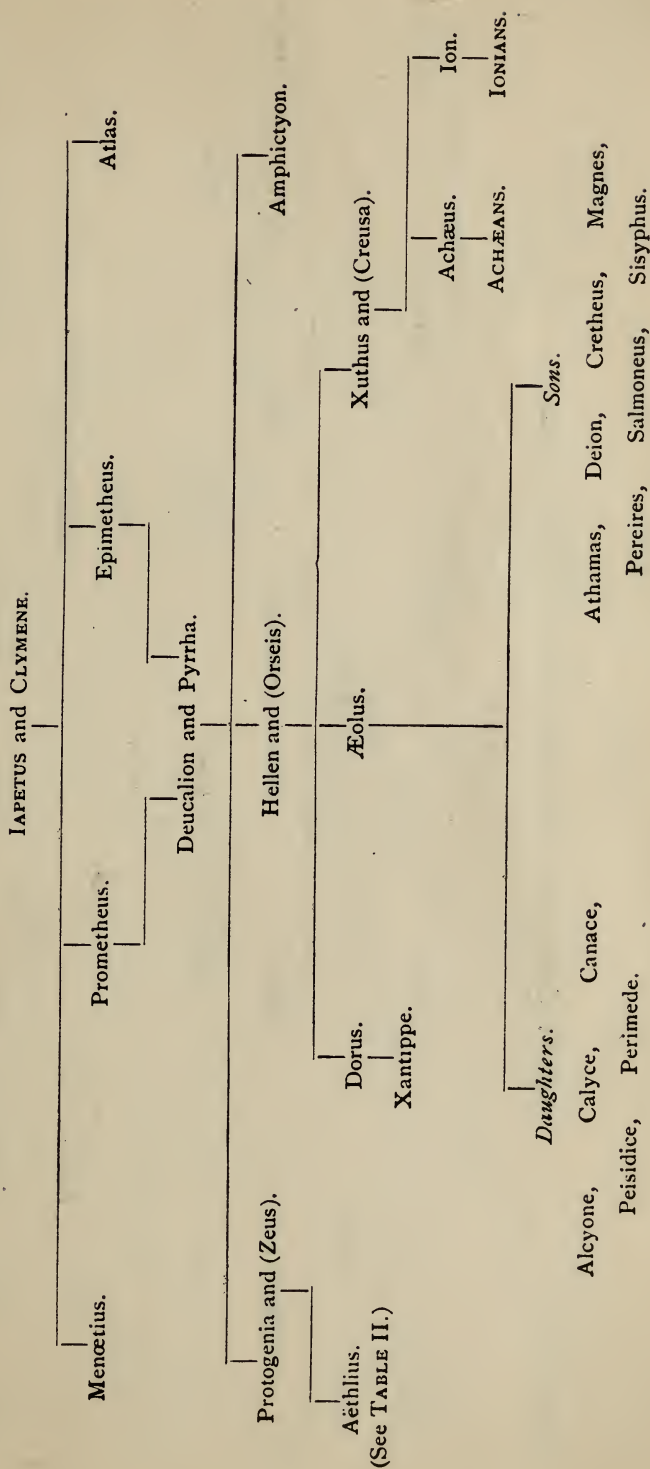 IAPETUS and CLYMENE.
Menœtius. Prometheus. Epimetheus. Atlas.
Deucalion and Pyrrha.
Protogenia and (Zeus). Hellen and (Orseis). Amphictyon.
Aëthlius. Dorus. Æolus. Xuthus and (Creusa).
(See TABLE II.) Xantippe.
Achæus. Ion.
ACHÆANS. IONIANS.
Daughters. Sons.
Alcyone, Calyce, Canace, Athamas, Deion, Cretheus, Magnes,
Peisidice, Perimede. Pereires, Salmoneus, Sisyphus.